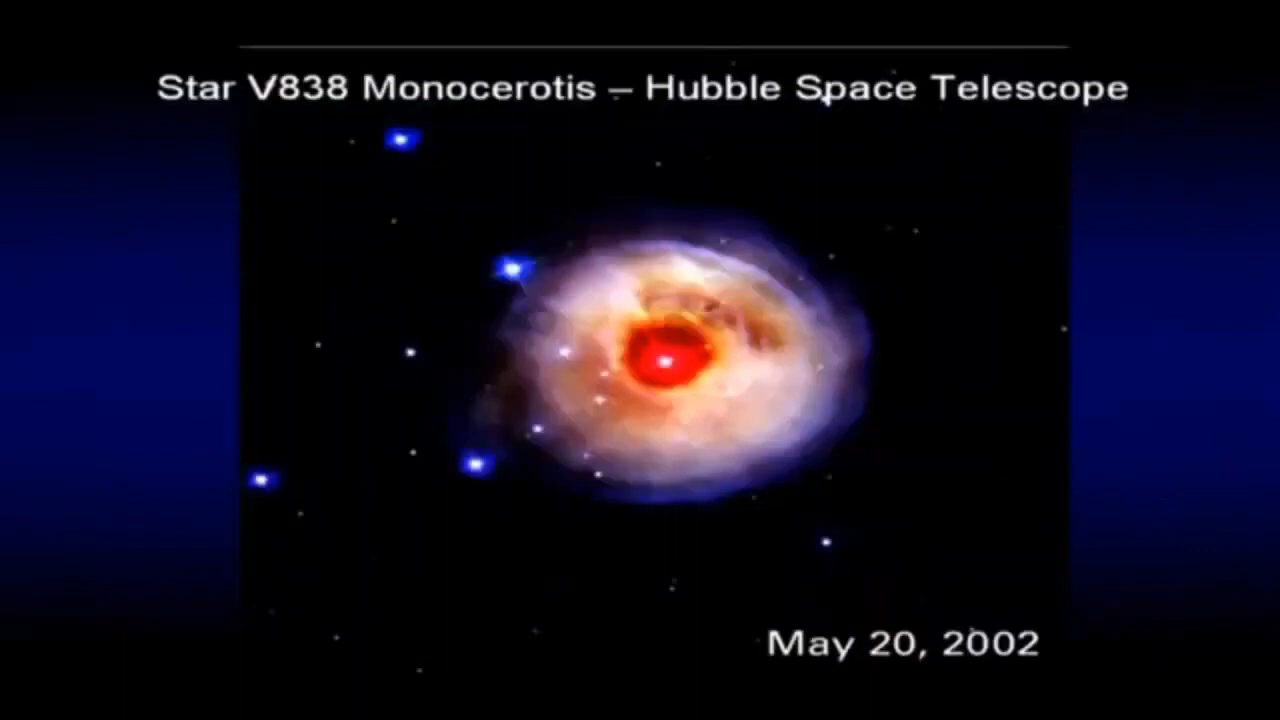 Star V838 Monocerotis – Hubble Space Telescope
May 20, 2002